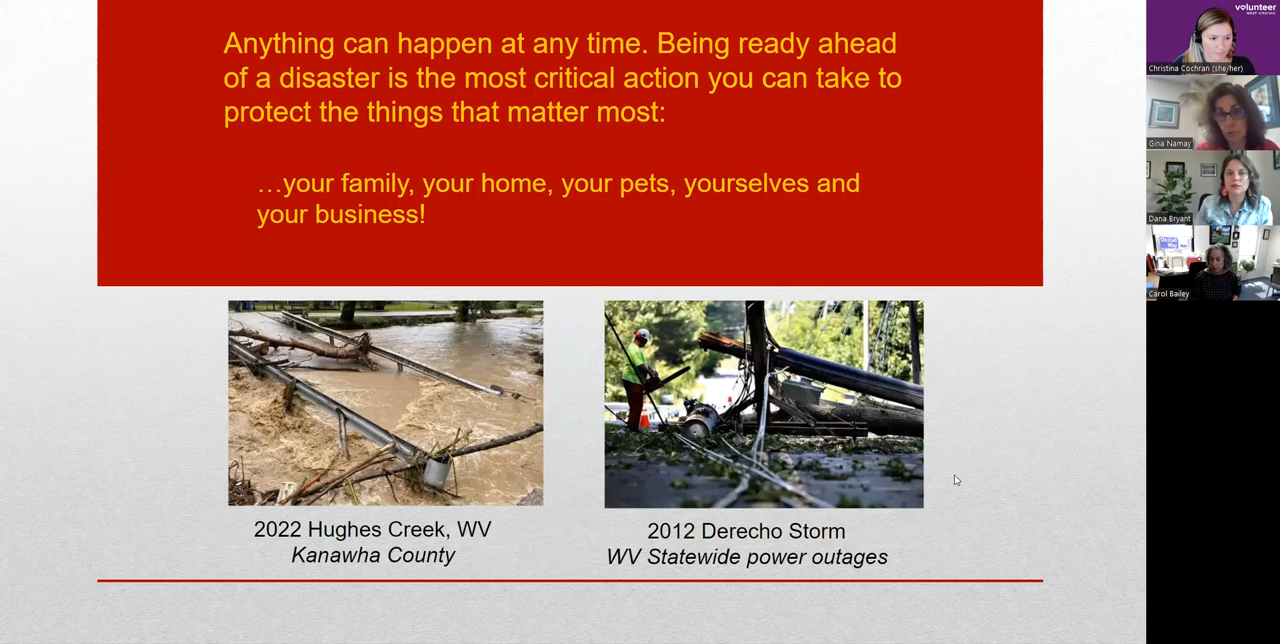 Anything can happen at any time. Being ready ahead
of a disaster is the most critical action you can take to
protect the things that matter most:
…your family, your home, your pets, yourselves and
your business!
2022 Hughes Creek, WV
Kanawha County
2012 Derecho Storm
WV Statewide power outages
volunteer
WEST VIRGINIA
Christina Cochran (she/her)
Gina Namay
Dana Bryant
United
Way
Carol Bailey